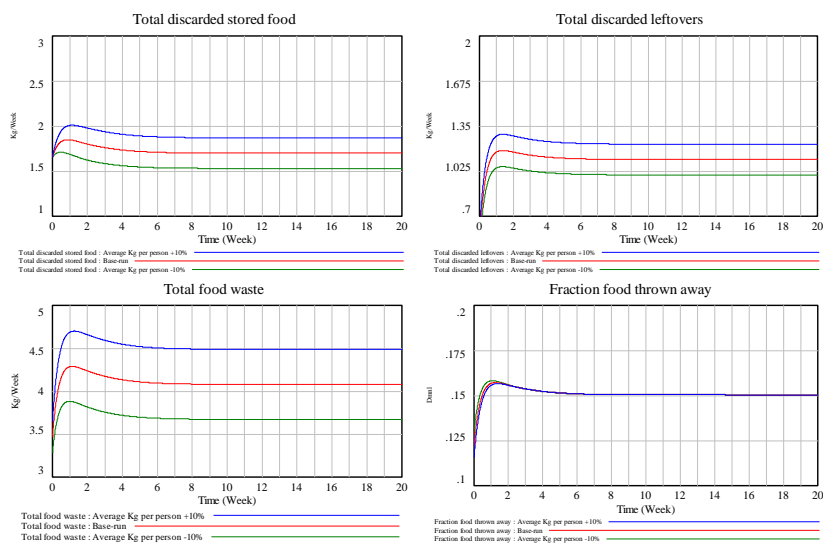 Total discarded stored food
3
2.5
2
1.5
1
Kg/Week
0 2 4 6 8 10 12 14 16 18 20
Time (Week)
Total discarded stored food : Average Kg per person +10%
Total discarded stored food : Base-run
Total discarded stored food : Average Kg per person -10%
Total discarded leftovers
2
1.675
1.35
1.025
.7
Kg/Week
0 2 4 6 8 10 12 14 16 18 20
Time (Week)
Total discarded leftovers : Average Kg per person +10%
Total discarded leftovers : Base-run
Total discarded leftovers : Average Kg per person -10%
Total food waste
5
4.5
4
3.5
3
Kg/Week
0 2 4 6 8 10 12 14 16 18 20
Time (Week)
Total food waste : Average Kg per person +10%
Total food waste : Base-run
Total food waste : Average Kg per person -10%
Fraction food thrown away
.2
.175
.15
.125
.1
Dmnl
0 2 4 6 8 10 12 14 16 18 20
Time (Week)
Fraction food thrown away : Average Kg per person +10%
Fraction food thrown away : Base-run
Fraction food thrown away : Average Kg per person -10%